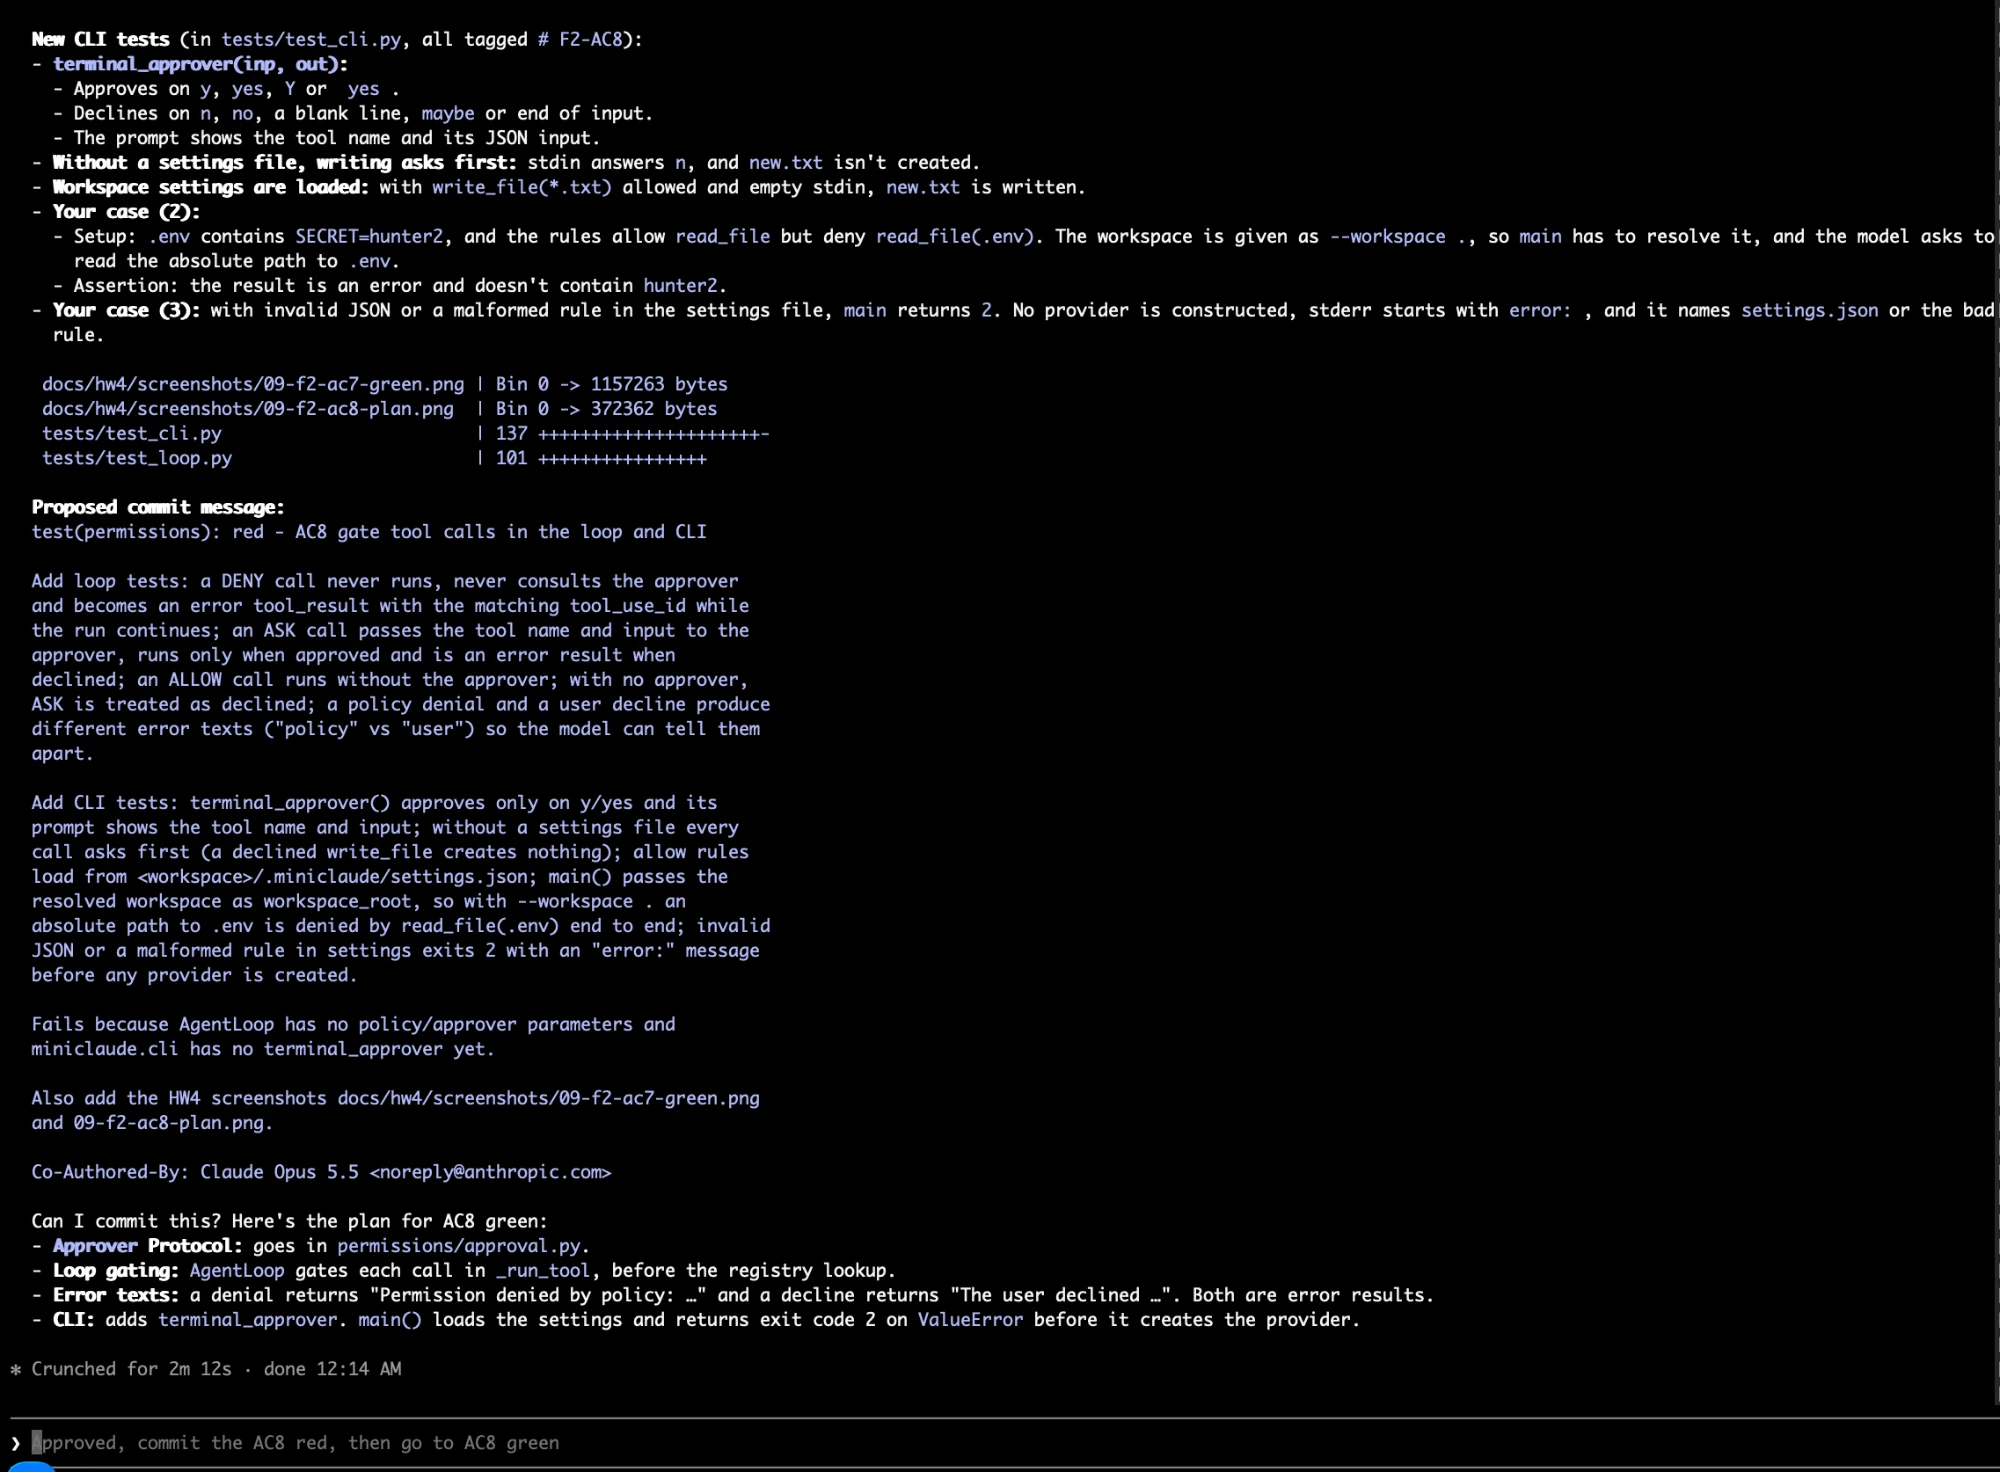 New CLI tests (in tests/test_cli.py, all tagged # F2-AC8):
- terminal_approver(inp, out):
- Approves on y, yes, Y or  yes .
- Declines on n, no, a blank line, maybe or end of input.
- The prompt shows the tool name and its JSON input.
- Without a settings file, writing asks first: stdin answers n, and new.txt isn't created.
- Workspace settings are loaded: with write_file(*.txt) allowed and empty stdin, new.txt is written.
- Your case (2):
- Setup: .env contains SECRET=hunter2, and the rules allow read_file but deny read_file(.env). The workspace is given as --workspace ., so main has to resolve it, and the model asks to
read the absolute path to .env.
- Assertion: the result is an error and doesn't contain hunter2.
- Your case (3): with invalid JSON or a malformed rule in the settings file, main returns 2. No provider is constructed, stderr starts with error: , and it names settings.json or the bad
rule.
docs/hw4/screenshots/09-f2-ac7-green.png | Bin 0 -> 1157263 bytes
docs/hw4/screenshots/09-f2-ac8-plan.png | Bin 0 -> 372362 bytes
tests/test_cli.py | 137 +++++++++++++++++++++-
tests/test_loop.py | 101 ++++++++++++++++
Proposed commit message:
test(permissions): red - AC8 gate tool calls in the loop and CLI
Add loop tests: a DENY call never runs, never consults the approver
and becomes an error tool_result with the matching tool_use_id while
the run continues; an ASK call passes the tool name and input to the
approver, runs only when approved and is an error result when
declined; an ALLOW call runs without the approver; with no approver,
ASK is treated as declined; a policy denial and a user decline produce
different error texts ("policy" vs "user") so the model can tell them
apart.
Add CLI tests: terminal_approver() approves only on y/yes and its
prompt shows the tool name and input; without a settings file every
call asks first (a declined write_file creates nothing); allow rules
load from <workspace>/.miniclaude/settings.json; main() passes the
resolved workspace as workspace_root, so with --workspace . an
absolute path to .env is denied by read_file(.env) end to end; invalid
JSON or a malformed rule in settings exits 2 with an "error:" message
before any provider is created.
Fails because AgentLoop has no policy/approver parameters and
miniclaude.cli has no terminal_approver yet.
Also add the HW4 screenshots docs/hw4/screenshots/09-f2-ac7-green.png
and 09-f2-ac8-plan.png.
Co-Authored-By: Claude Opus 5.5 <noreply@anthropic.com>
Can I commit this? Here's the plan for AC8 green:
- Approver Protocol: goes in permissions/approval.py.
- Loop gating: AgentLoop gates each call in _run_tool, before the registry lookup.
- Error texts: a denial returns "Permission denied by policy: …" and a decline returns "The user declined …". Both are error results.
- CLI: adds terminal_approver. main() loads the settings and returns exit code 2 on ValueError before it creates the provider.
* Crunched for 2m 12s · done 12:14 AM
❯ Approved, commit the AC8 red, then go to AC8 green